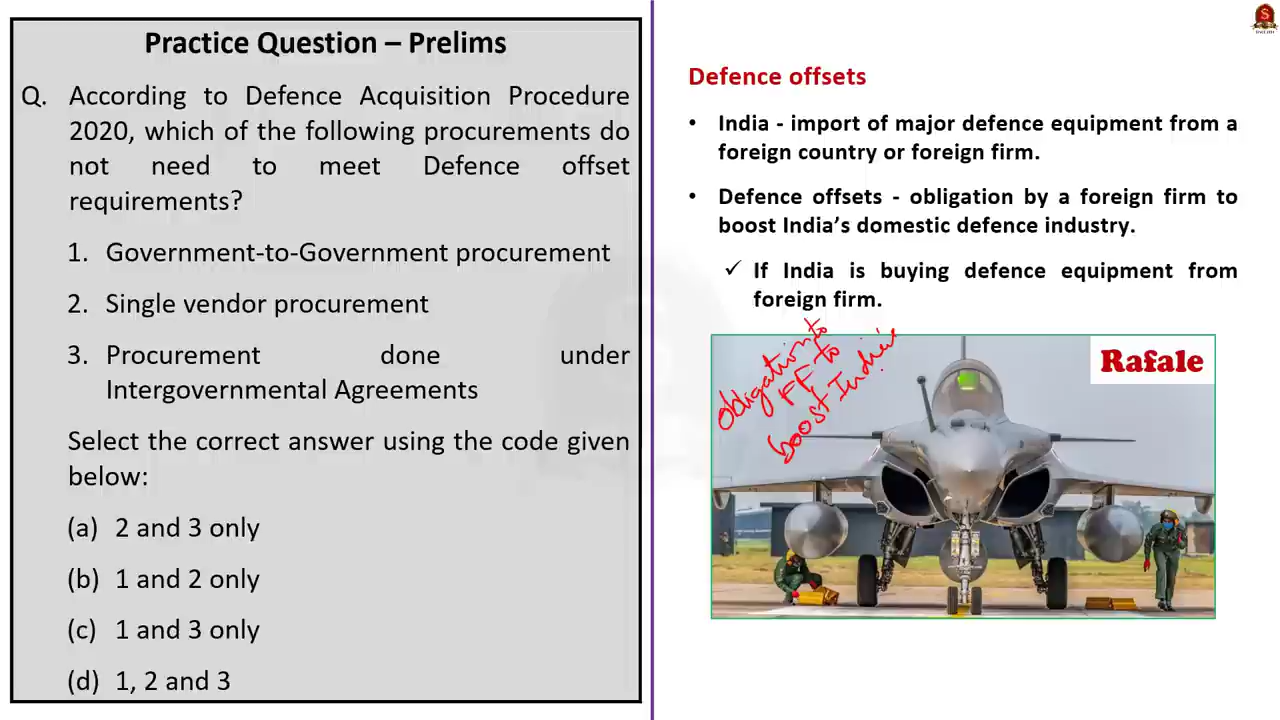 Practice Question – Prelims
Q. According to Defence Acquisition Procedure
2020, which of the following procurements do
not need to meet Defence offset
requirements?
1. Government-to-Government procurement
2. Single vendor procurement
3. Procurement done under
Intergovernmental Agreements
Select the correct answer using the code given
below:
(a) 2 and 3 only
(b) 1 and 2 only
(c) 1 and 3 only
(d) 1, 2 and 3
Defence offsets
• India - import of major defence equipment from a
foreign country or foreign firm.
• Defence offsets - obligation by a foreign firm to
boost India’s domestic defence industry.
✓ If India is buying defence equipment from
foreign firm.
obligation to
FF to
boost India's
Rafale